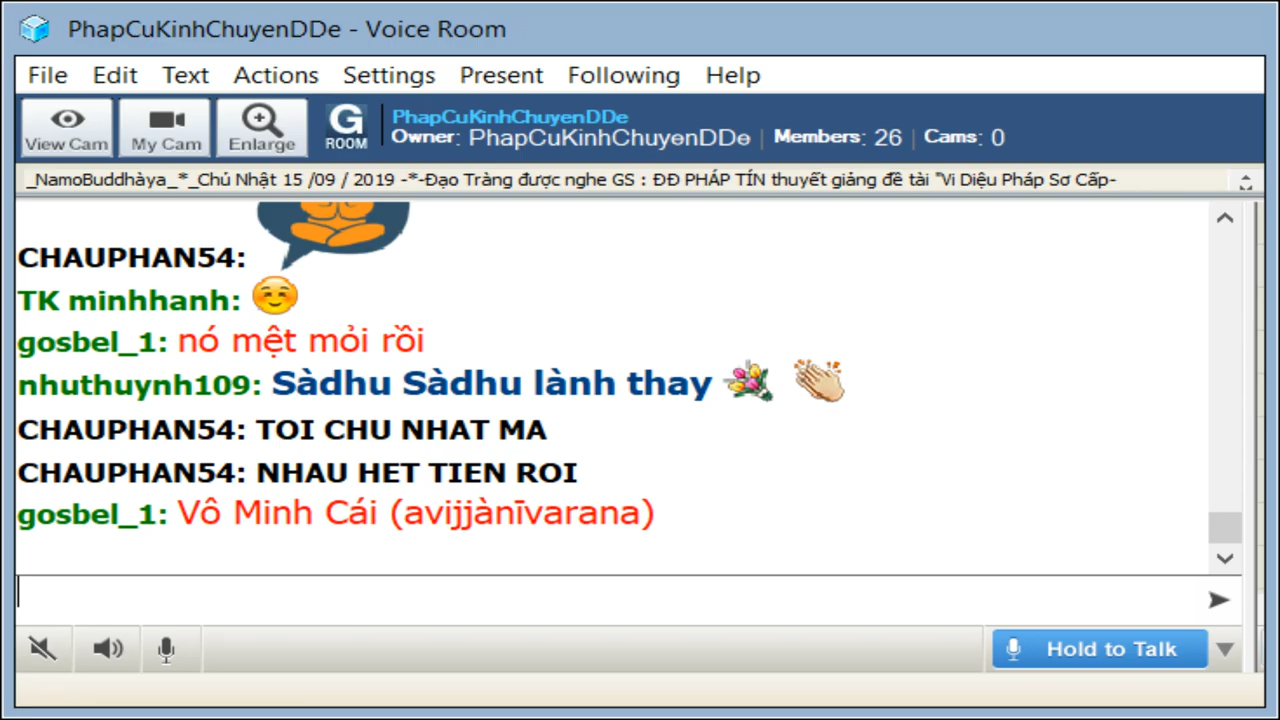 PhapCuKinhChuyenDDe - Voice Room
File Edit Text Actions Settings Present Following Help
View Cam My Cam Enlarge G ROOM PhapCuKinhChuyenDDe
Owner: PhapCuKinhChuyenDDe | Members: 26 | Cams: 0
_NamoBuddhàya_*_Chủ Nhật 15 /09 / 2019 -*-Đạo Tràng được nghe GS : ĐĐ PHÁP TÍN thuyết giảng đề tài "Vi Diệu Pháp Sơ Cấp-
CHAUPHAN54:
TK minhhanh:
gosbel_1: nó mệt mỏi rồi
nhuthuynh109: Sàdhu Sàdhu lành thay
CHAUPHAN54: TOI CHU NHAT MA
CHAUPHAN54: NHAU HET TIEN ROI
gosbel_1: Vô Minh Cái (avijjànīvarana)
Hold to Talk